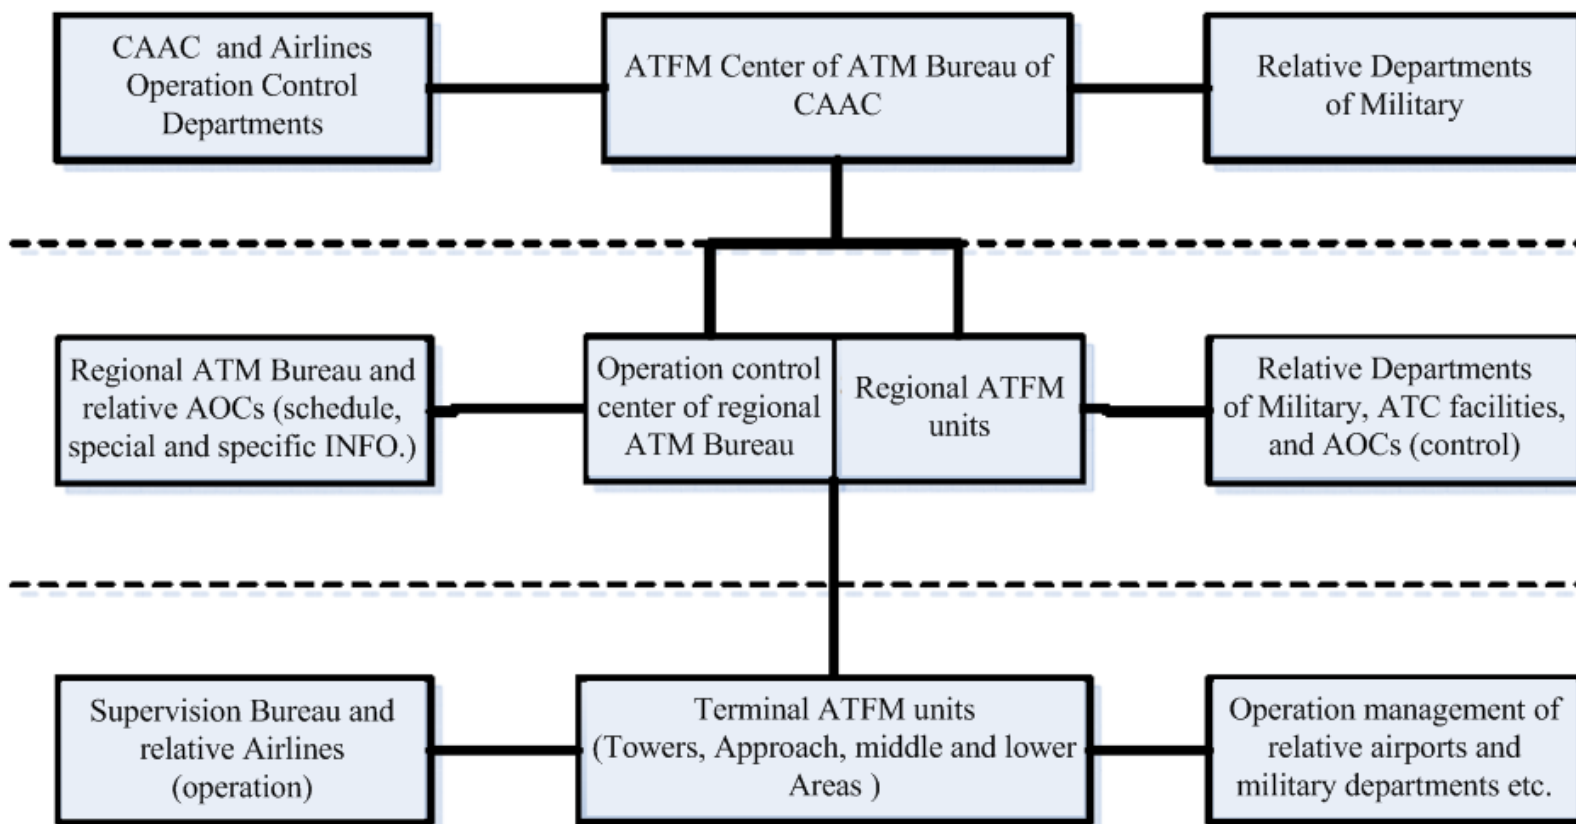 CAAC and Airlines
Operation Control
Departments
ATFM Center of ATM Bureau of
CAAC
Relative Departments
of Military
Regional ATM Bureau and
relative AOCs (schedule,
special and specific INFO.)
Operation control
center of regional
ATM Bureau
Regional ATFM
units
Relative Departments
of Military, ATC facilities,
and AOCs (control)
Supervision Bureau and
relative Airlines
(operation)
Terminal ATFM units
(Towers, Approach, middle and lower
Areas )
Operation management of
relative airports and
military departments etc.